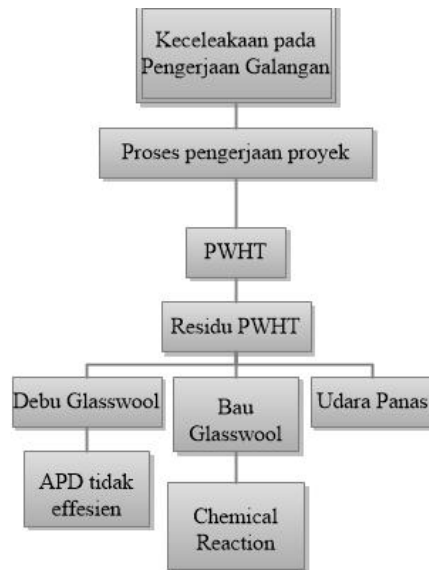 Keceleakaan pada
Pengerjaan Galangan
Proses pengerjaan proyek
PWHT
Residu PWHT
Debu Glasswool
Bau
Glasswool
Udara Panas
APD tidak
effesien
Chemical
Reaction